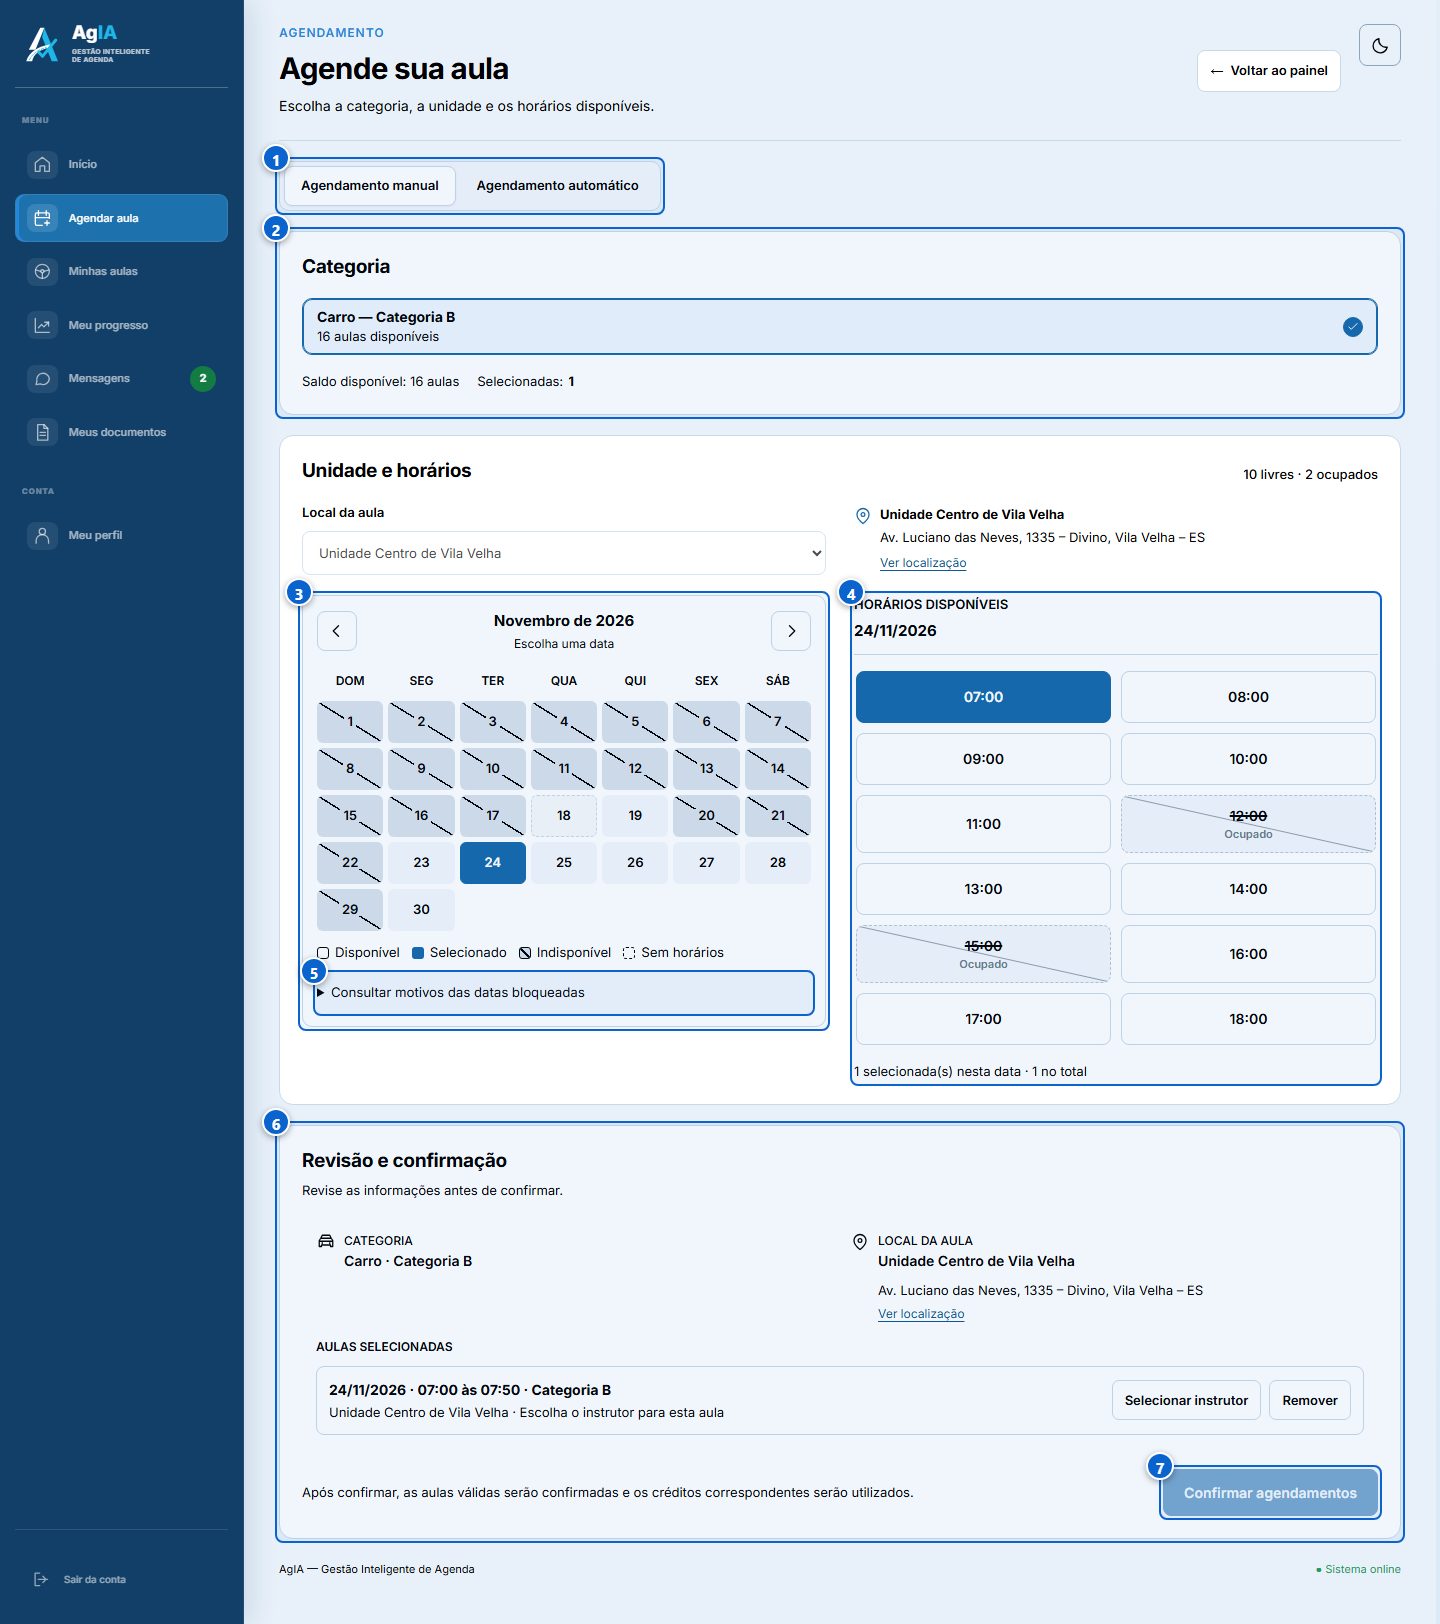 AgIA
GESTÃO INTELIGENTE
DE AGENDA
MENU
Início
Agendar aula
Minhas aulas
Meu progresso
Mensagens 2
Meus documentos
CONTA
Meu perfil
Sair da conta
AGENDAMENTO
Agende sua aula
Escolha a categoria, a unidade e os horários disponíveis.
← Voltar ao painel
1
Agendamento manual Agendamento automático
2
Categoria
Carro — Categoria B
16 aulas disponíveis
Saldo disponível: 16 aulas Selecionadas: 1
Unidade e horários
10 livres · 2 ocupados
Local da aula
Unidade Centro de Vila Velha
Unidade Centro de Vila Velha
Av. Luciano das Neves, 1335 – Divino, Vila Velha – ES
Ver localização
3
Novembro de 2026
Escolha uma data
DOM SEG TER QUA QUI SEX SÁB
1 2 3 4 5 6 7
8 9 10 11 12 13 14
15 16 17 18 19 20 21
22 23 24 25 26 27 28
29 30
Disponível Selecionado Indisponível Sem horários
5
Consultar motivos das datas bloqueadas
4
HORÁRIOS DISPONÍVEIS
24/11/2026
07:00 08:00
09:00 10:00
11:00 12:00
Ocupado
13:00 14:00
15:00 16:00
Ocupado
17:00 18:00
1 selecionada(s) nesta data · 1 no total
6
Revisão e confirmação
Revise as informações antes de confirmar.
CATEGORIA
Carro · Categoria B
LOCAL DA AULA
Unidade Centro de Vila Velha
Av. Luciano das Neves, 1335 – Divino, Vila Velha – ES
Ver localização
AULAS SELECIONADAS
24/11/2026 · 07:00 às 07:50 · Categoria B
Unidade Centro de Vila Velha · Escolha o instrutor para esta aula
Selecionar instrutor Remover
7
Após confirmar, as aulas válidas serão confirmadas e os créditos correspondentes serão utilizados.
Confirmar agendamentos
AgIA — Gestão Inteligente de Agenda
● Sistema online